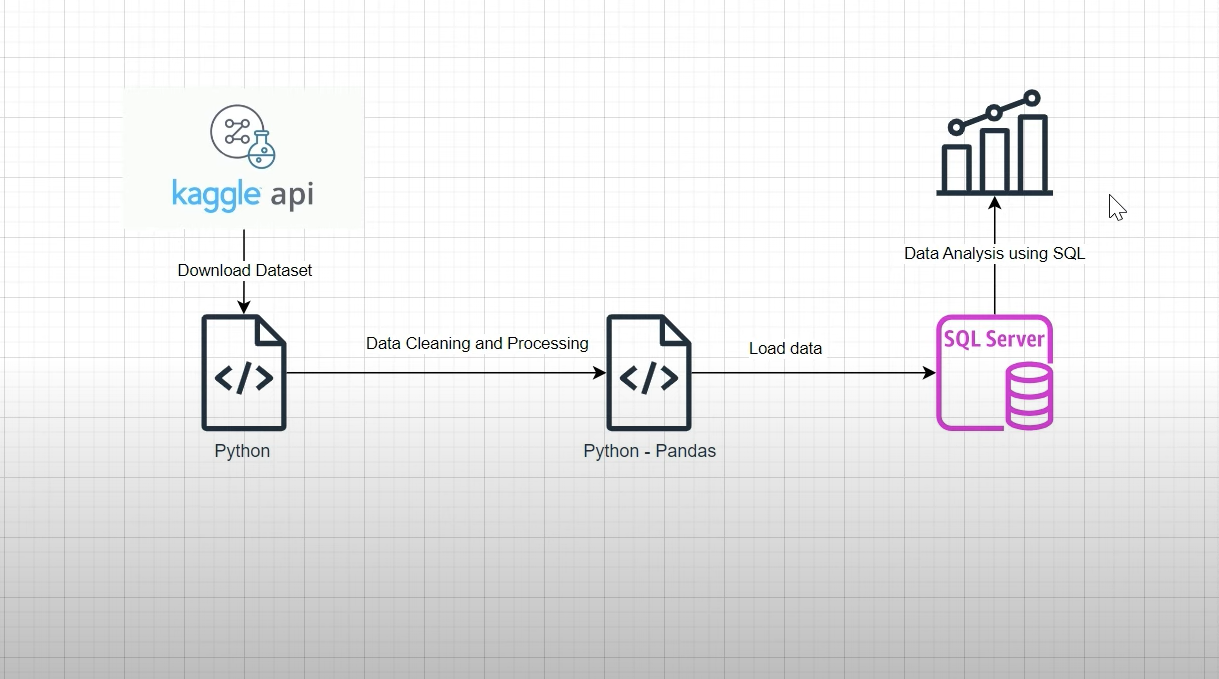 kaggle api
Download Dataset
Python
Data Cleaning and Processing
Python - Pandas
Load data
SQL Server
Data Analysis using SQL